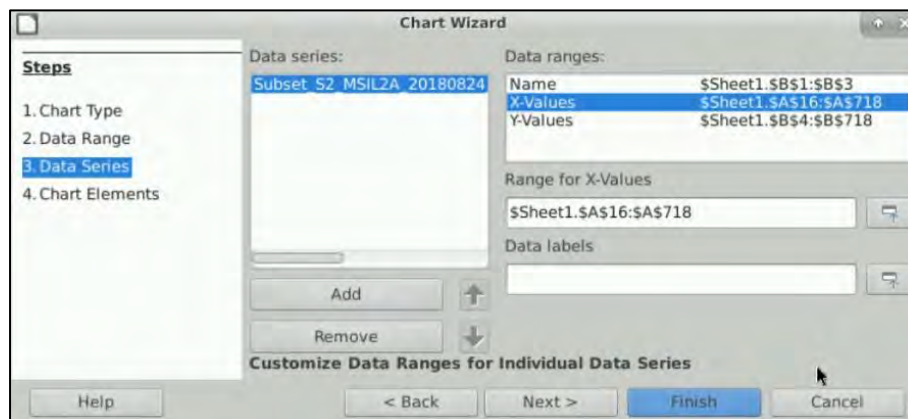 Chart Wizard
Steps
1. Chart Type
2. Data Range
3. Data Series
4. Chart Elements
Data series:
Subset_S2_MSIL2A_20180824
Add
Remove
Data ranges:
Name $Sheet1.$B$1:$B$3
X-Values $Sheet1.$A$16:$A$718
Y-Values $Sheet1.$B$4:$B$718
Range for X-Values
$Sheet1.$A$16:$A$718
Data labels
Customize Data Ranges for Individual Data Series
Help
< Back
Next >
Finish
Cancel